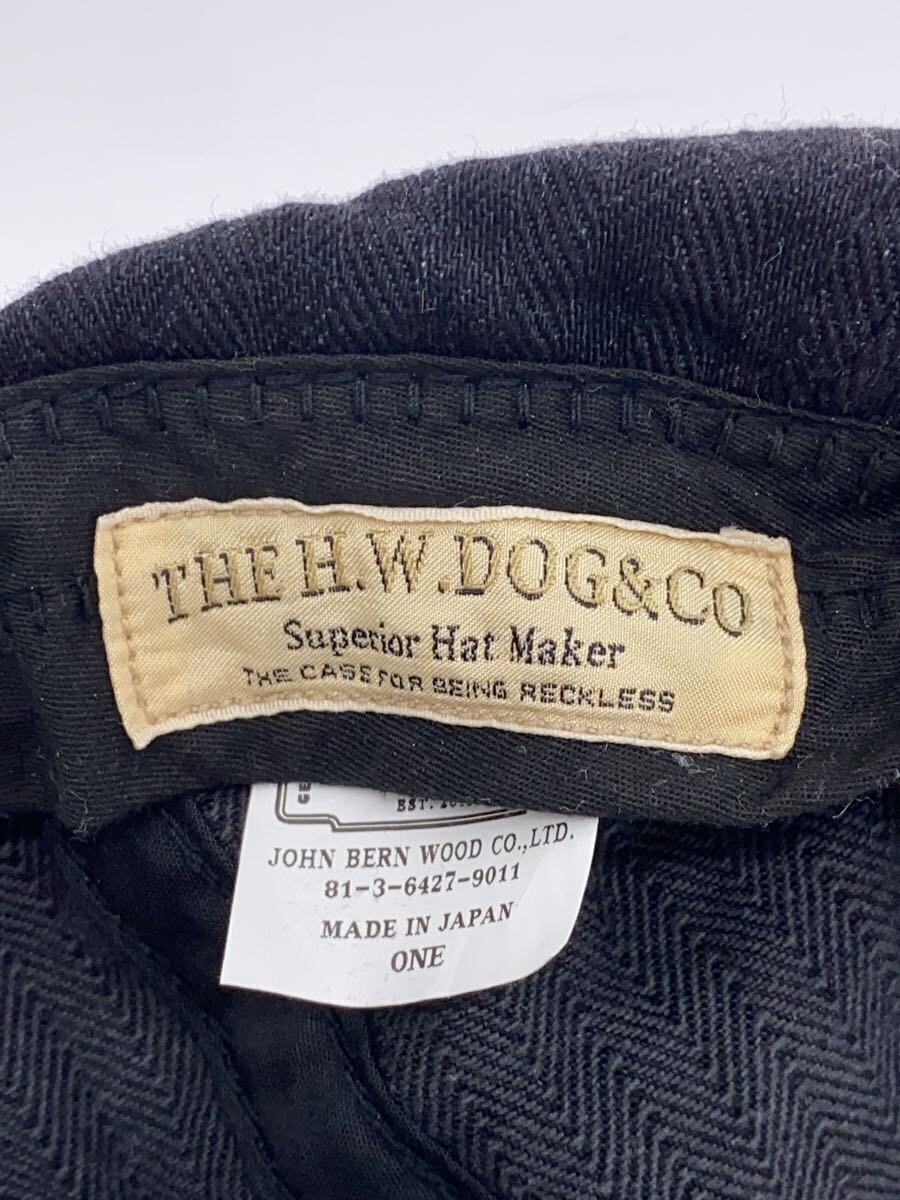 THE H.W.DOG&CO
Superior Hat Maker
THE CASE FOR BEING RECKLESS
EST.
JOHN BERN WOOD CO.,LTD.
81-3-6427-9011
MADE IN JAPAN
ONE